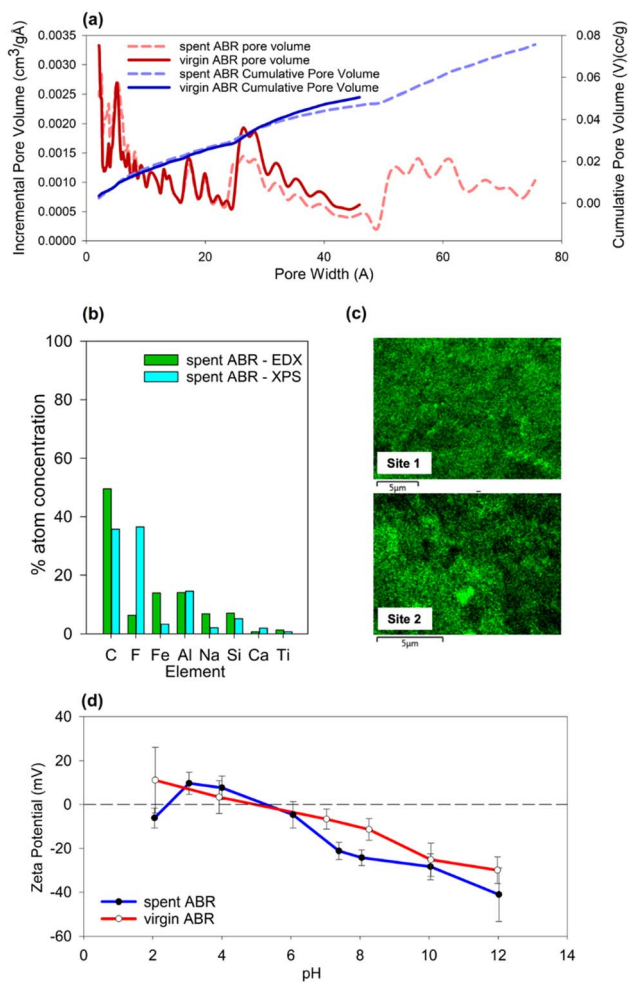 (a)
0.0035
0.0030
0.0025
0.0020
0.0015
0.0010
0.0005
0.0000
Incremental Pore Volume (cm³/gÅ)
spent ABR pore volume
virgin ABR pore volume
spent ABR Cumulative Pore Volume
virgin ABR Cumulative Pore Volume
0.08
0.06
0.04
0.02
0.00
Cumulative Pore Volume (V)(cc/g)
0 20 40 60 80
Pore Width (A)
(b)
100
80
60
40
20
0
% atom concentration
spent ABR - EDX
spent ABR - XPS
C F Fe Al Na Si Ca Ti
Element
(c)
Site 1
5µm
Site 2
5µm
(d)
40
20
0
-20
-40
-60
Zeta Potential (mV)
spent ABR
virgin ABR
0 2 4 6 8 10 12 14
pH